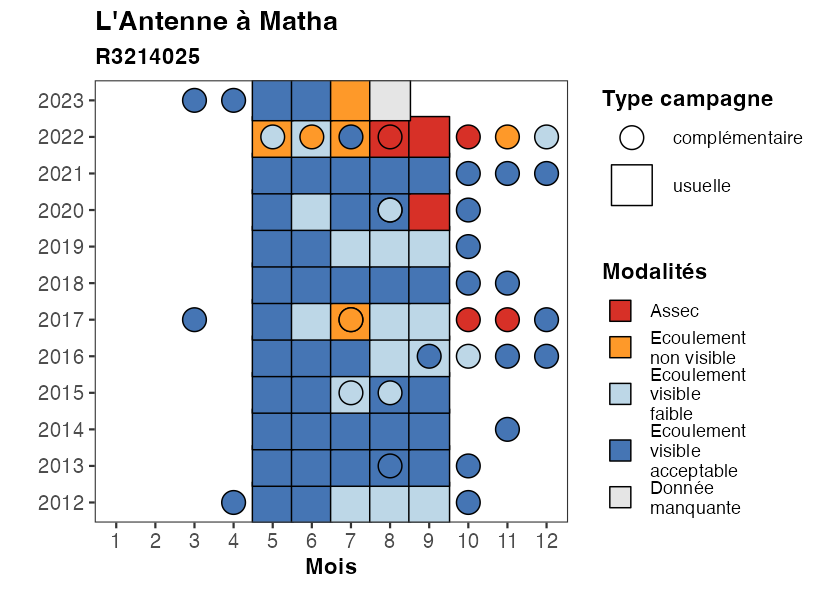 L'Antenne à Matha
R3214025
2023
2022
2021
2020
2019
2018
2017
2016
2015
2014
2013
2012
1 2 3 4 5 6 7 8 9 10 11 12
Mois
Type campagne
complémentaire
usuelle
Modalités
Assec
Ecoulement
non visible
Ecoulement
visible
faible
Ecoulement
visible
acceptable
Donnée
manquante